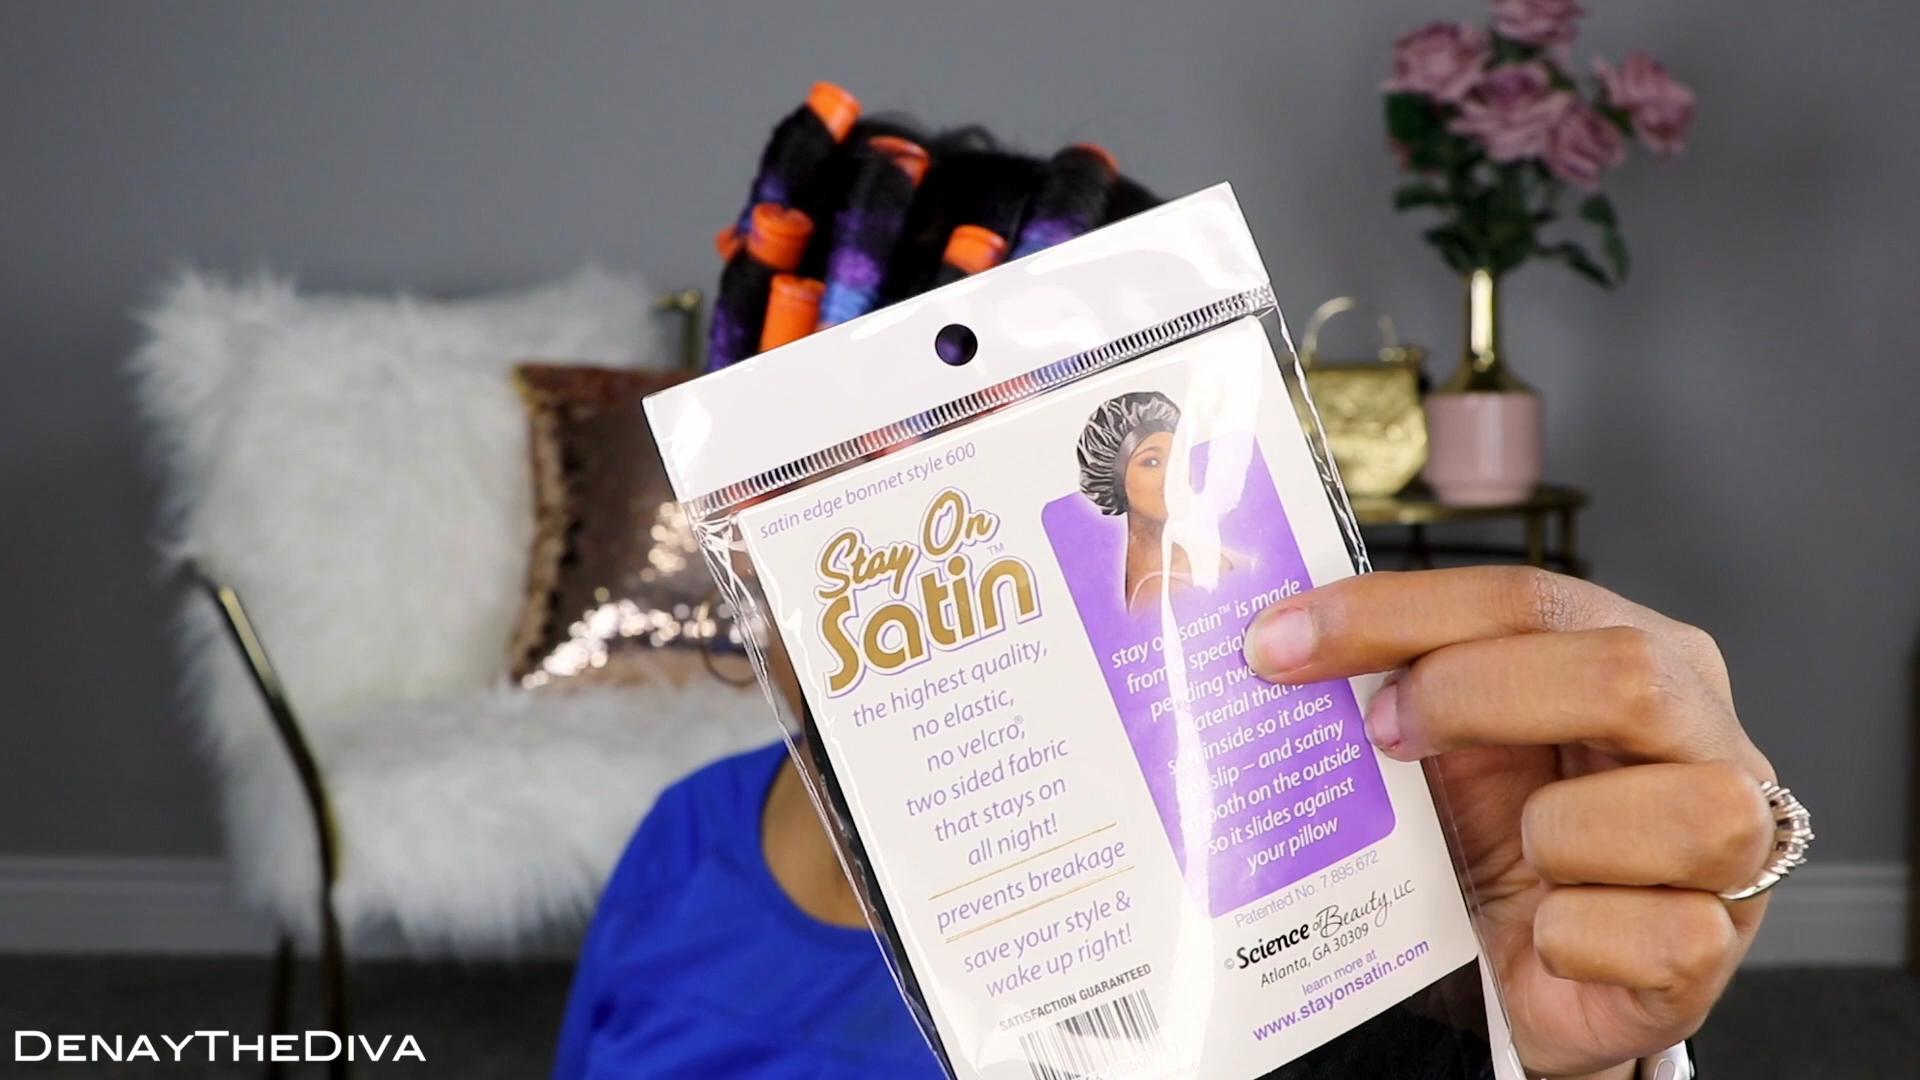 satin edge bonnet style 600
Stay On
Satin™
the highest quality,
no elastic,
no velcro®,
two sided fabric
that stays on
all night!
prevents breakage
save your style &
wake up right!
SATISFACTION GUARANTEED
stay on satin™ is made
from special
pending
material that
soft inside so it does
not slip – and satiny
smooth on the outside
so it slides against
your pillow
Patented No. 7,895,672
© Science of Beauty, LLC
Atlanta, GA 30309
learn more at
www.stayonsatin.com
DENAYTHEDIVA